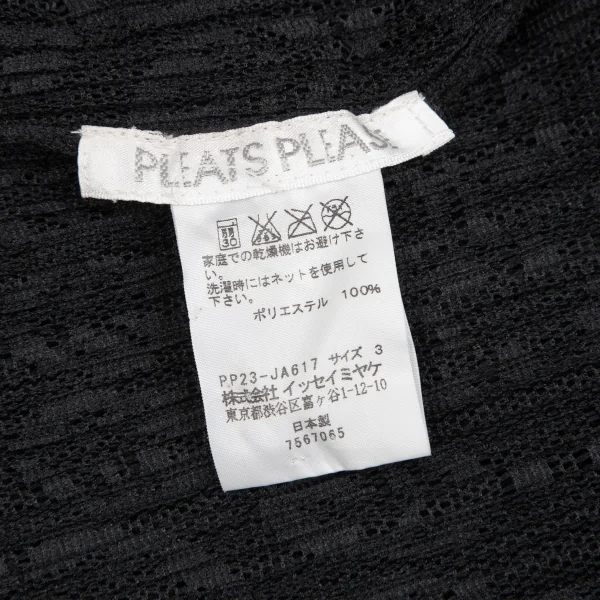 PLEATS PLEAS
30
家庭での乾燥機はお避け下さ
い。
洗濯時にはネットを使用して
下さい。
ポリエステル 100%
PP23-JA617 サイズ 3
株式会社 イッセイミヤケ
東京都渋谷区富ヶ谷1-12-10
日本製
7567065